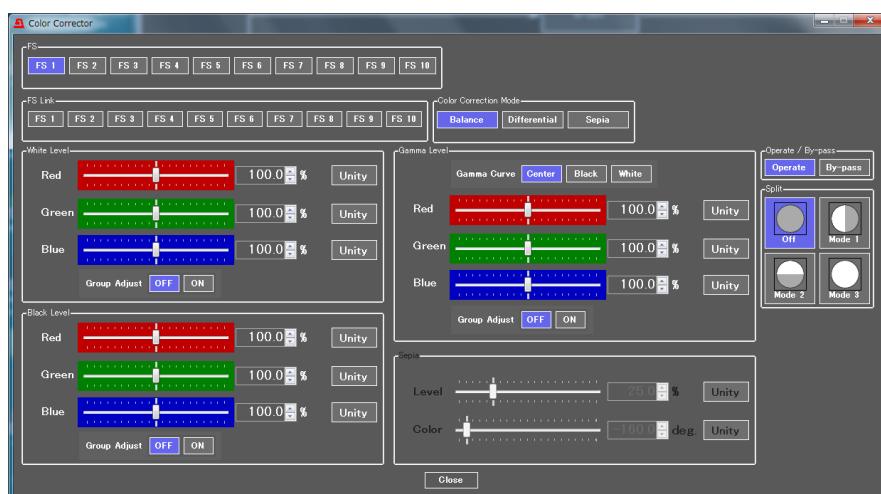 Color Corrector
FS
FS 1 FS 2 FS 3 FS 4 FS 5 FS 6 FS 7 FS 8 FS 9 FS 10
FS Link
FS 1 FS 2 FS 3 FS 4 FS 5 FS 6 FS 7 FS 8 FS 9 FS 10
Color Correction Mode
Balance Differential Sepia
White Level
Red 100.0 % Unity
Green 100.0 % Unity
Blue 100.0 % Unity
Group Adjust OFF ON
Black Level
Red 100.0 % Unity
Green 100.0 % Unity
Blue 100.0 % Unity
Group Adjust OFF ON
Gamma Level
Gamma Curve Center Black White
Red 100.0 % Unity
Green 100.0 % Unity
Blue 100.0 % Unity
Group Adjust OFF ON
Sepia
Level 25.0 % Unity
Color -160.0 deg. Unity
Operate / By-pass
Operate By-pass
Split
Off Mode 1
Mode 2 Mode 3
Close